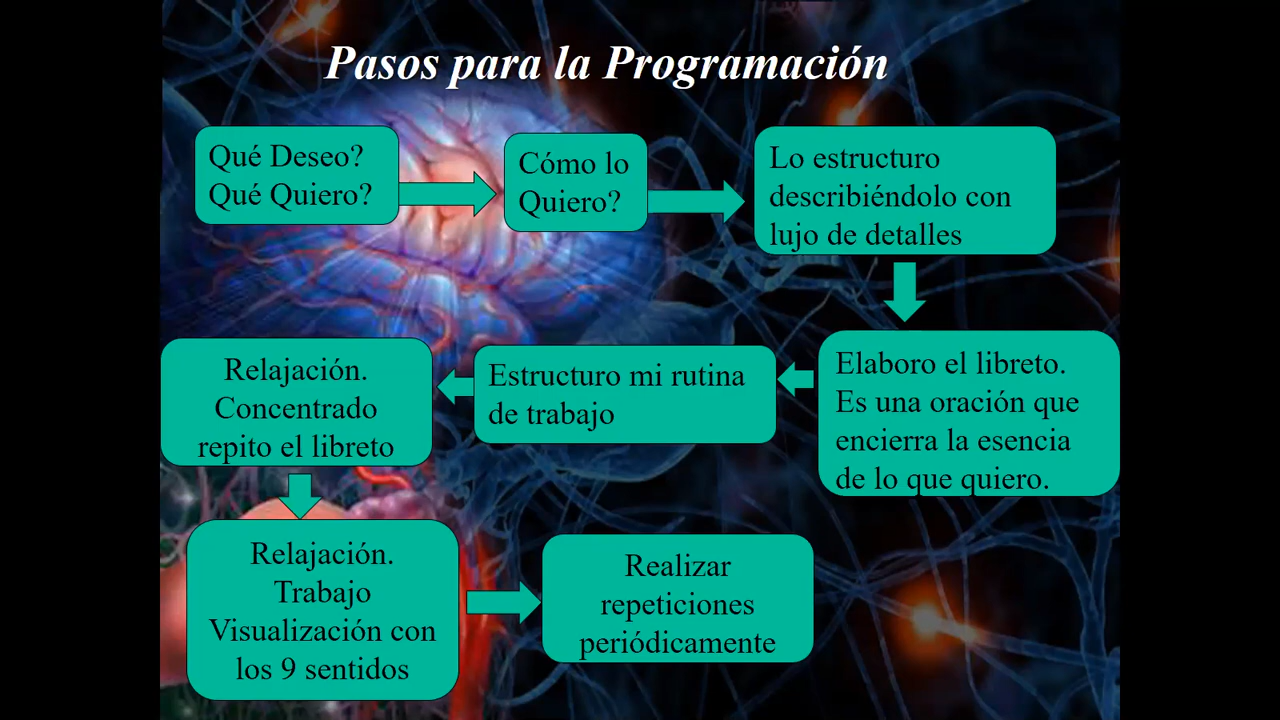 Pasos para la Programación
Qué Deseo?
Qué Quiero?
Cómo lo
Quiero?
Lo estructuro
describiéndolo con
lujo de detalles
Elaboro el libreto.
Es una oración que
encierra la esencia
de lo que quiero.
Estructuro mi rutina
de trabajo
Relajación.
Concentrado
repito el libreto
Relajación.
Trabajo
Visualización con
los 9 sentidos
Realizar
repeticiones
periódicamente